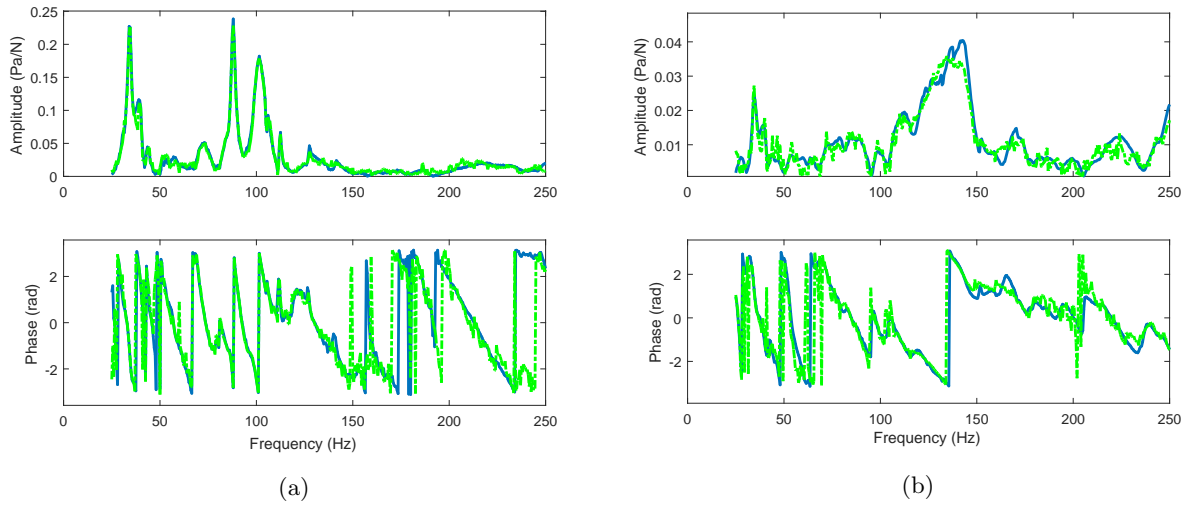 0.25
0.2
0.15
0.1
0.05
0
Amplitude (Pa/N)
0 50 100 150 200 250
2
0
-2
Phase (rad)
0 50 100 150 200 250
Frequency (Hz)
(a)
0.04
0.03
0.02
0.01
Amplitude (Pa/N)
0 50 100 150 200 250
2
0
-2
Phase (rad)
0 50 100 150 200 250
Frequency (Hz)
(b)